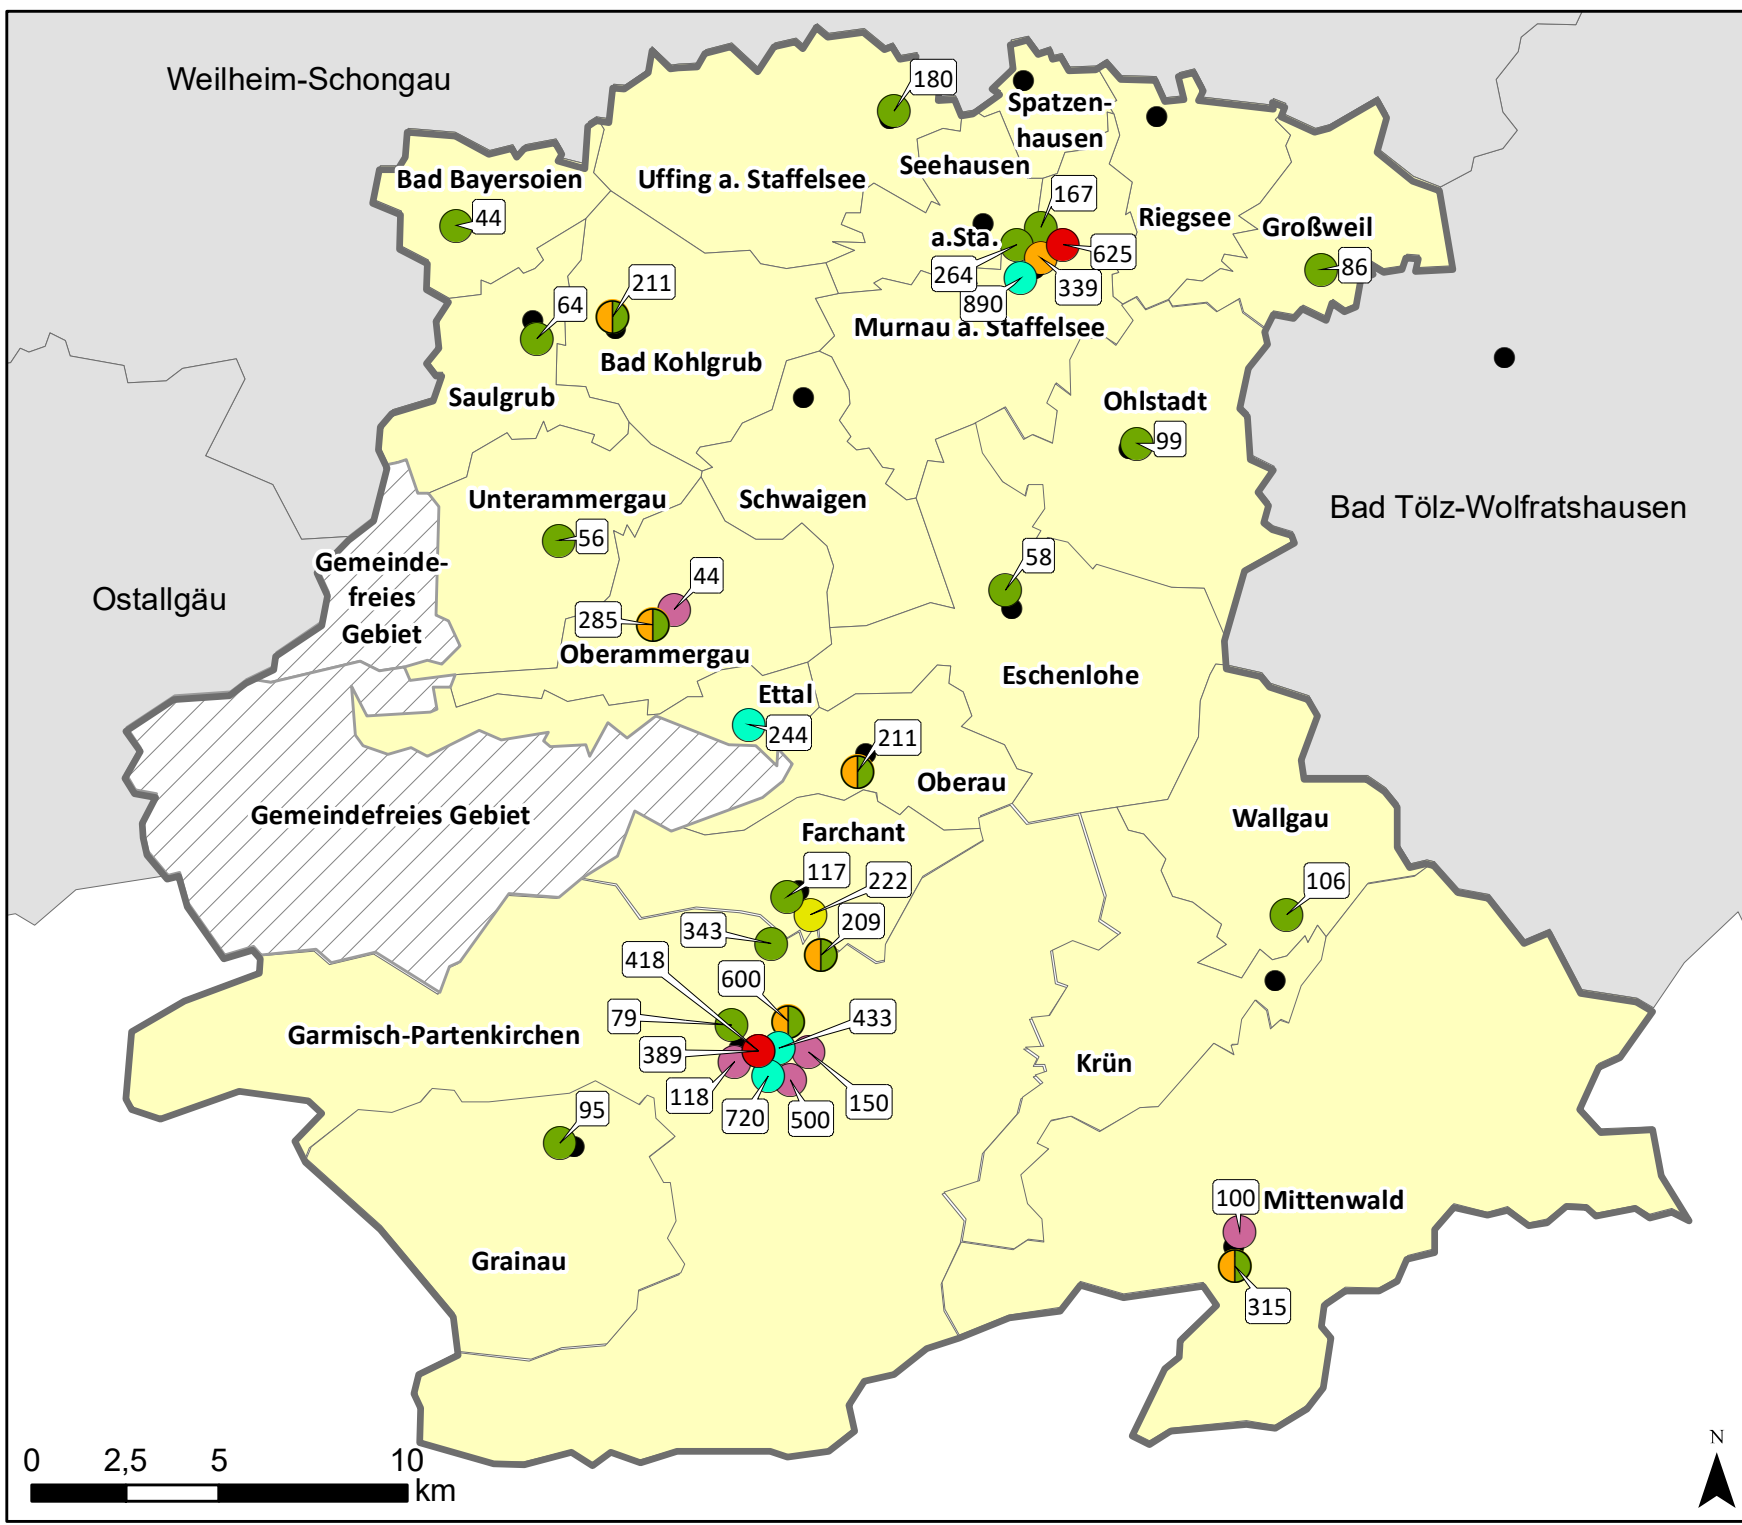 Weilheim-Schongau
180
Spatzen-
hausen
Seehausen
a.Sta.
Bad Bayersoien
Uffing a. Staffelsee
44
167
Riegsee
Großweil
86
625
264
339
890
Murnau a. Staffelsee
211
64
Bad Kohlgrub
Saulgrub
Ohlstadt
99
Unterammergau
Schwaigen
Bad Tölz-Wolfratshausen
56
Gemeinde-
freies
Gebiet
Ostallgäu
58
44
285
Oberammergau
Eschenlohe
Ettal
244
211
Oberau
Gemeindefreies Gebiet
Wallgau
Farchant
117
222
106
209
343
418
600
79
433
Garmisch-Partenkirchen
389
Krün
118
720
500
150
95
100
Mittenwald
Grainau
315
0
2,5
5
10
km
N